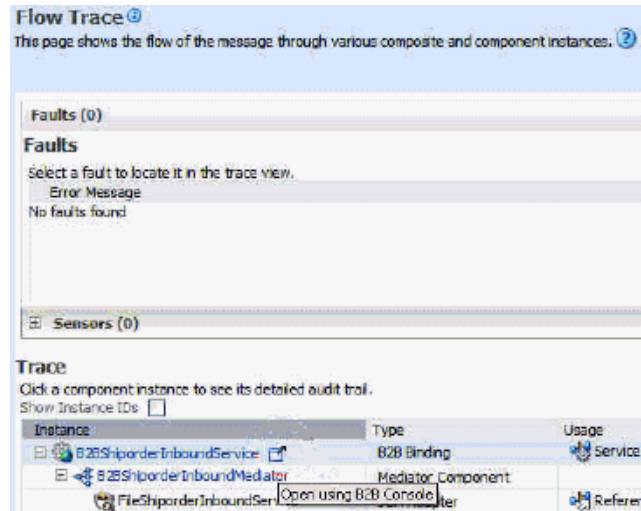 Flow Trace
This page shows the flow of the message through various composite and component instances.
Faults (0)
Faults
Select a fault to locate it in the trace view.
Error Message
No faults found
Sensors (0)
Trace
Click a component instance to see its detailed audit trail.
Show Instance IDs
Instance Type Usage
B2BShiporderInboundService B2B Binding Service
B2BShiporderInboundMediator Mediator Component
FileShiporderInboundSer Open using B2B Console pter Referen